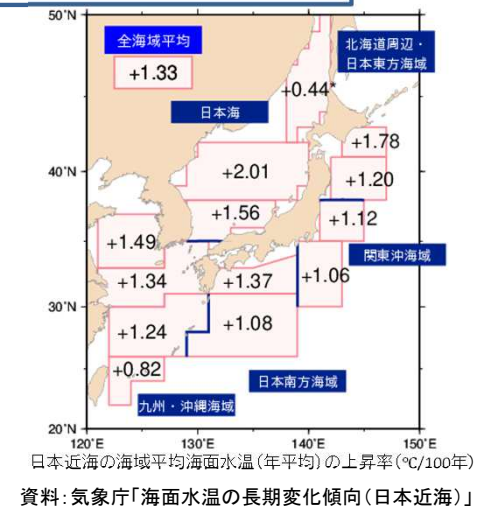 50°N
全海域平均
+1.33
北海道周辺・
日本東方海域
+0.44*
日本海
+1.78
40°N
+2.01
+1.20
+1.56
+1.12
+1.49
関東沖海域
+1.34
+1.37
+1.06
30°N
+1.24
+1.08
+0.82
日本南方海域
九州・沖縄海域
20°N
120°E
130°E
140°E
150°E
日本近海の海域平均海面水温(年平均)の上昇率(℃/100年)
資料:気象庁「海面水温の長期変化傾向(日本近海)」